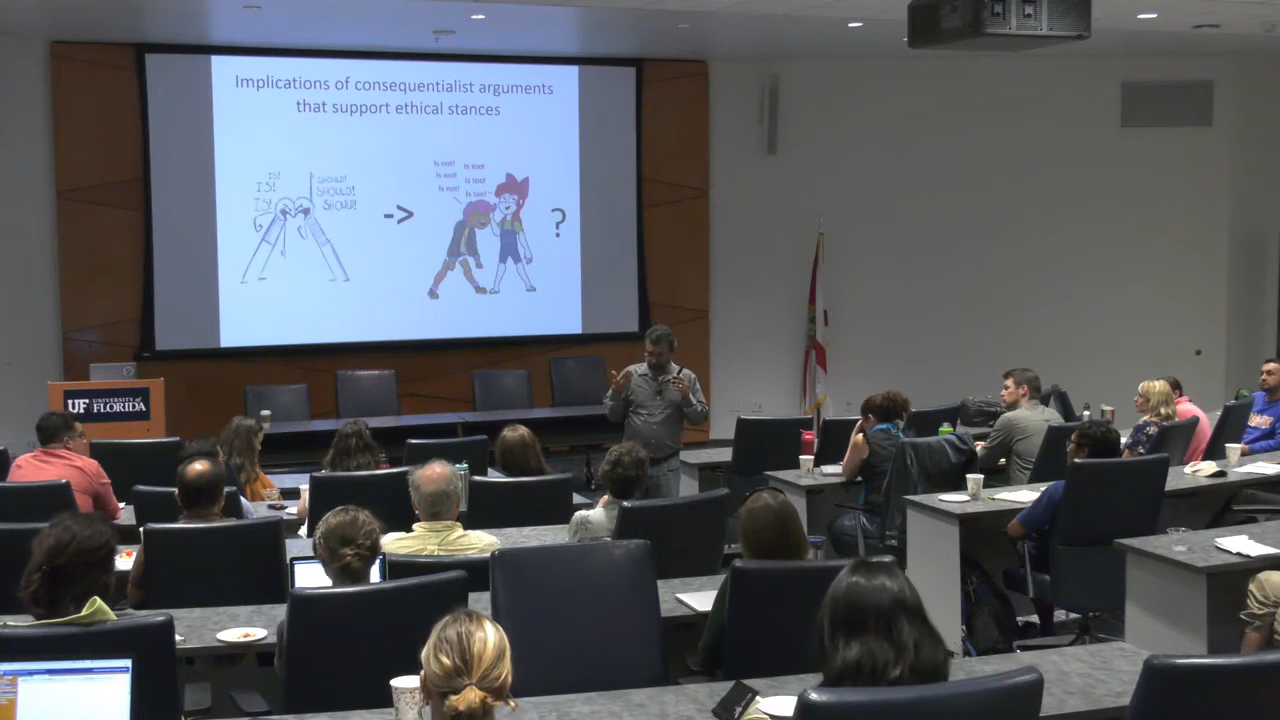 Implications of consequentialist arguments
that support ethical stances
IS!
IS!
IS!
SHOULD!
SHOULD!
SHOULD!
->
Is not!
Is not!
Is not!
Is too!
Is too!
Is too!
?
UF UNIVERSITY of
FLORIDA